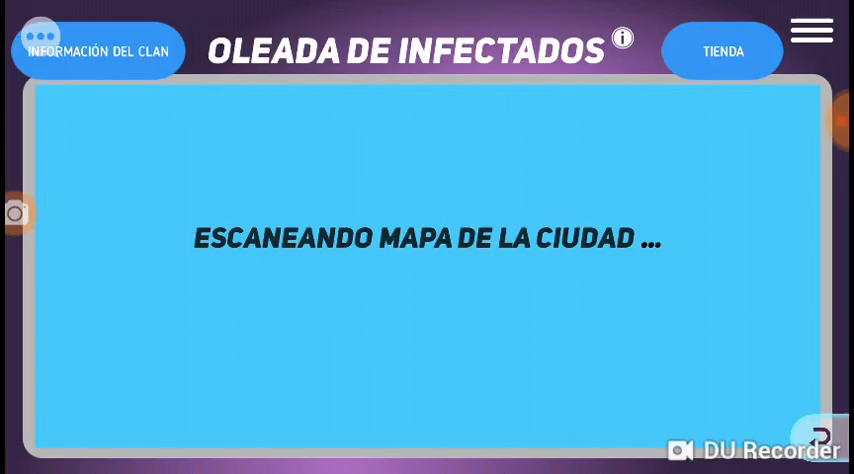 INFORMACIÓN DEL CLAN
OLEADA DE INFECTADOS
TIENDA
ESCANEANDO MAPA DE LA CIUDAD ...
DU Recorder